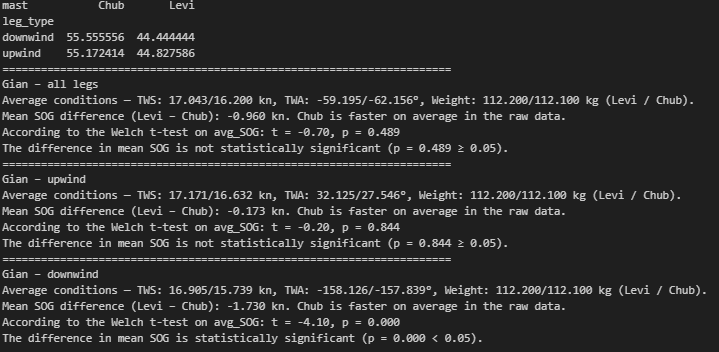 mast            Chub       Levi
leg_type
downwind  55.555556  44.444444
upwind    55.172414  44.827586
======================================================================
Gian – all legs
Average conditions — TWS: 17.043/16.200 kn, TWA: -59.195/-62.156°, Weight: 112.200/112.100 kg (Levi / Chub).
Mean SOG difference (Levi – Chub): -0.960 kn. Chub is faster on average in the raw data.
According to the Welch t-test on avg_SOG: t = -0.70, p = 0.489
The difference in mean SOG is not statistically significant (p = 0.489 ≥ 0.05).
======================================================================
Gian – upwind
Average conditions — TWS: 17.171/16.632 kn, TWA: 32.125/27.546°, Weight: 112.200/112.100 kg (Levi / Chub).
Mean SOG difference (Levi – Chub): -0.173 kn. Chub is faster on average in the raw data.
According to the Welch t-test on avg_SOG: t = -0.20, p = 0.844
The difference in mean SOG is not statistically significant (p = 0.844 ≥ 0.05).
======================================================================
Gian – downwind
Average conditions — TWS: 16.905/15.739 kn, TWA: -158.126/-157.839°, Weight: 112.200/112.100 kg (Levi / Chub).
Mean SOG difference (Levi – Chub): -1.730 kn. Chub is faster on average in the raw data.
According to the Welch t-test on avg_SOG: t = -4.10, p = 0.000
The difference in mean SOG is statistically significant (p = 0.000 < 0.05).